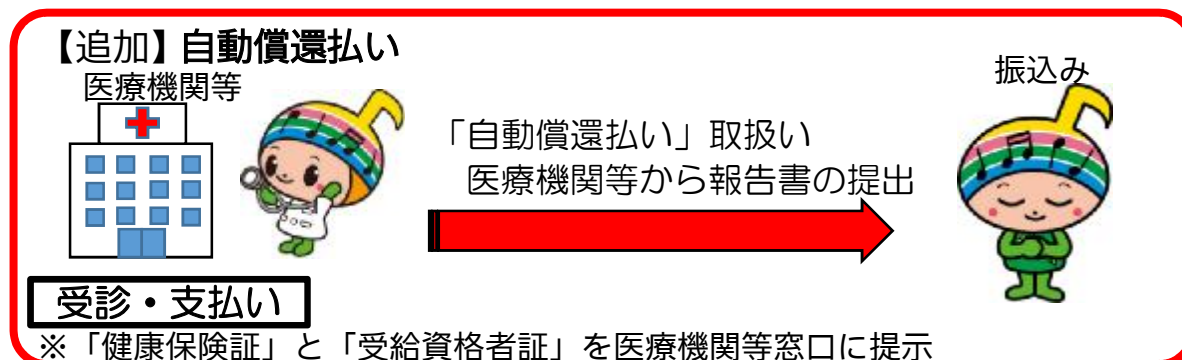 【追加】自動償還払い
医療機関等
振込み
「自動償還払い」取扱い
医療機関等から報告書の提出
受診・支払い
※「健康保険証」と「受給資格者証」を医療機関等窓口に提示